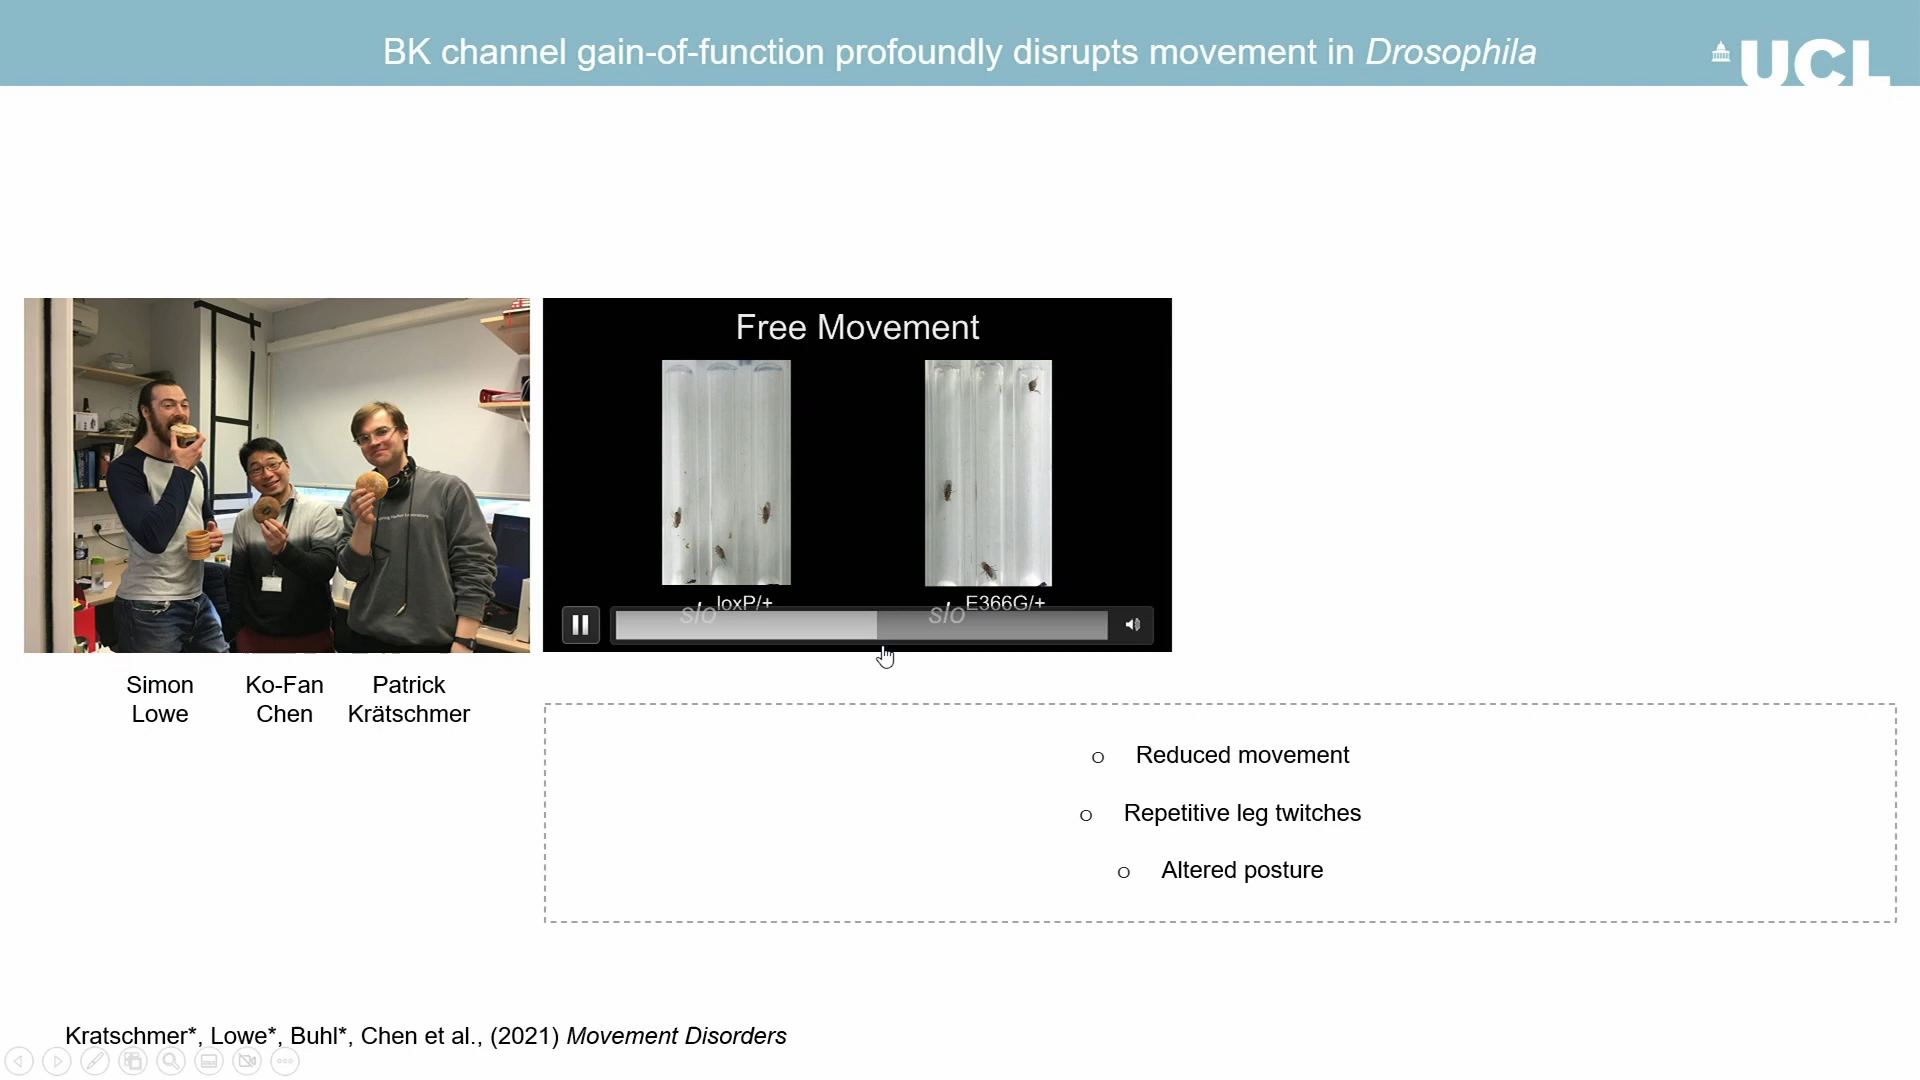 BK channel gain-of-function profoundly disrupts movement in Drosophila
UCL
Free Movement
slo loxP/+
slo E366G/+
Simon Lowe
Ko-Fan Chen
Patrick Krätschmer
o Reduced movement
o Repetitive leg twitches
o Altered posture
Kratschmer*, Lowe*, Buhl*, Chen et al., (2021) Movement Disorders